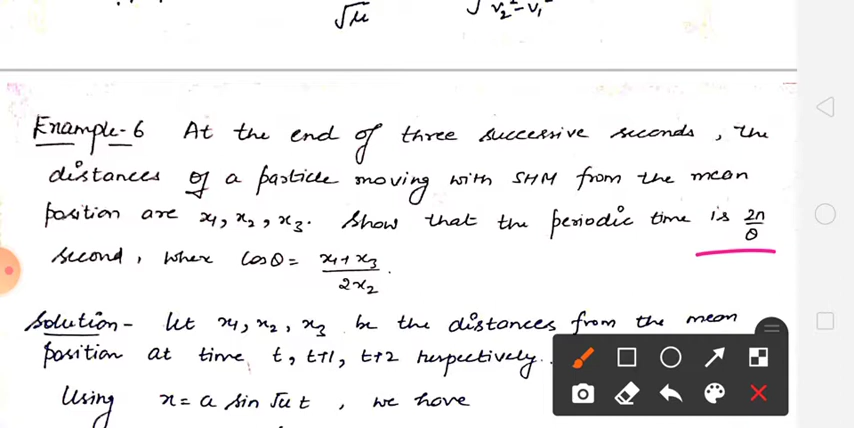 √μ
√v₂²-v₁²
Example-6 At the end of three successive seconds, the
distances of a particle moving with SHM from the mean
position are x₁, x₂, x₃. Show that the periodic time is 2π/θ
second, where cosθ = (x₁+x₃)/2x₂.
Solution- Let x₁, x₂, x₃ be the distances from the mean
position at time, t, t+1, t+2 respectively.
Using x = a sin √μ t, we have